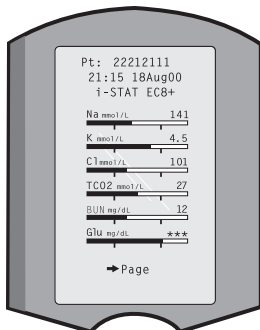 Pt: 22212111
21:15 18Aug00
i-STAT EC8+
Na mmol/L 141
K mmol/L 4.5
Cl mmol/L 101
TCO2 mmol/L 27
BUN mg/dL 12
Glu mg/dL ***
➔Page